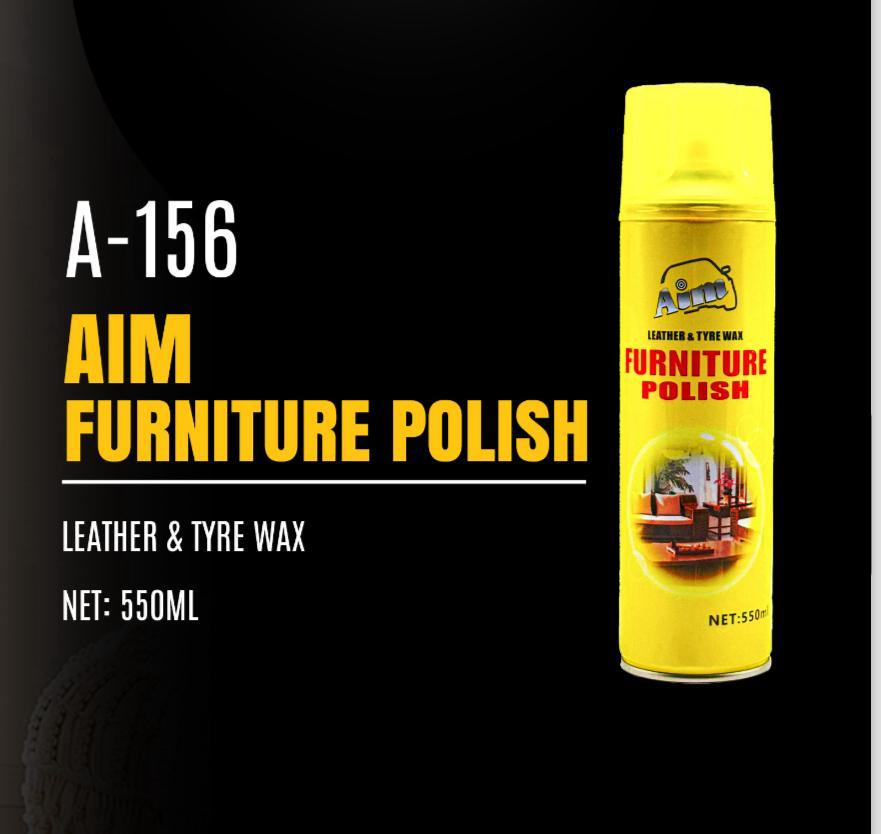 A-156
AIM
FURNITURE POLISH
LEATHER & TYRE WAX
NET: 550ML
Aim
LEATHER & TYRE WAX
FURNITURE
POLISH
NET:550ml